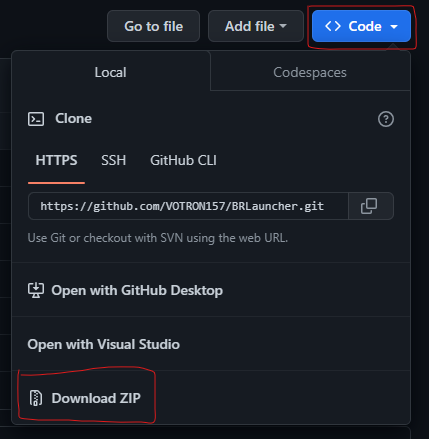 Go to file Add file <> Code
Local Codespaces
Clone
HTTPS SSH GitHub CLI
https://github.com/VOTRON157/BRLauncher.git
Use Git or checkout with SVN using the web URL.
Open with GitHub Desktop
Open with Visual Studio
Download ZIP